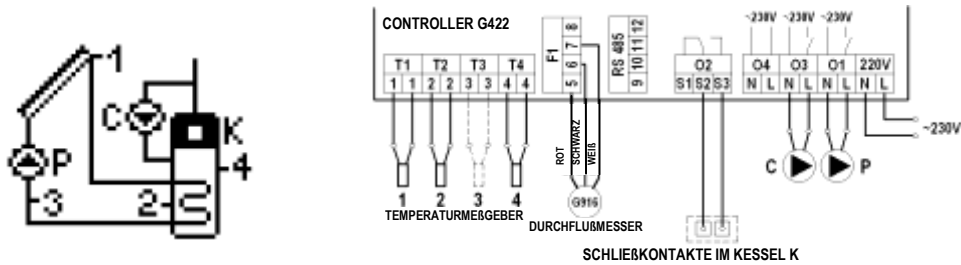 1
C
K
P
4
3
2
CONTROLLER G422
T1 T2 T3 T4
1 1 2 2 3 3 4 4
F1
5 6 7 8
RS 485
9 10 11 12
~230V ~230V ~230V
O2 O4 O3 O1 220V
S1 S2 S3 N L N L N L N L
~230V
ROT
SCHWARZ
WEIß
C P
1 2 3 4
G916
TEMPERATURMEßGEBER
DURCHFLUßMESSER
SCHLIEßKONTAKTE IM KESSEL K